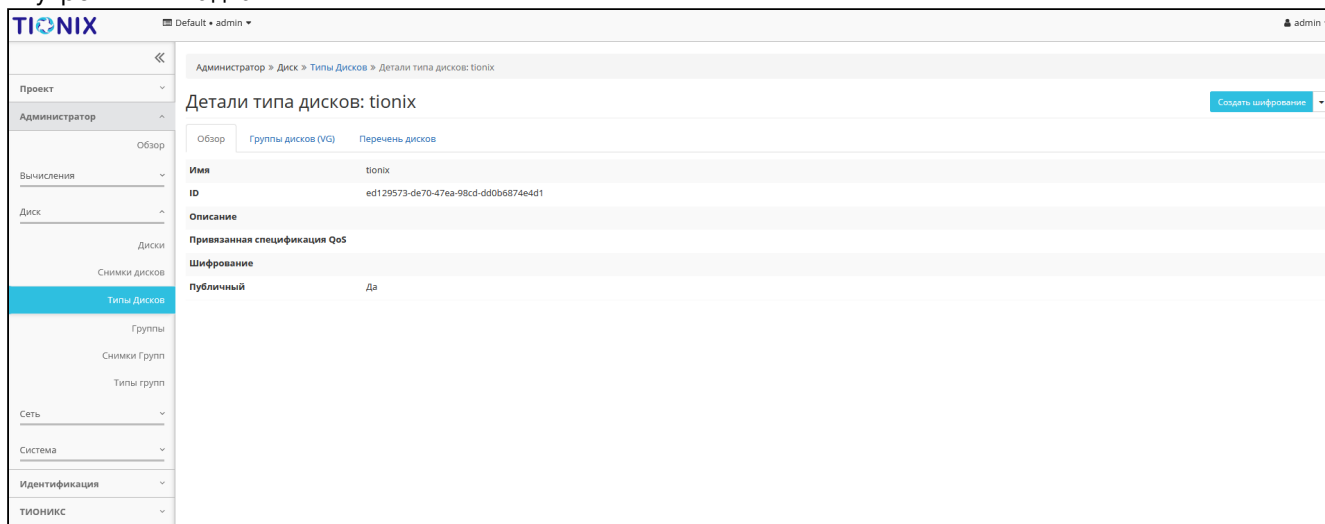 TIONIX
Default • admin
admin
Администратор » Диск » Типы Дисков » Детали типа дисков: tionix
Проект
Администратор
Обзор
Вычисления
Диск
Диски
Снимки дисков
Типы Дисков
Группы
Снимки Групп
Типы групп
Сеть
Система
Идентификация
ТИОНИКС
Детали типа дисков: tionix
Создать шифрование
Обзор Группы дисков (VG) Перечень дисков
Имя tionix
ID ed129573-de70-47ea-98cd-dd0b6874e4d1
Описание
Привязанная спецификация QoS
Шифрование
Публичный Да